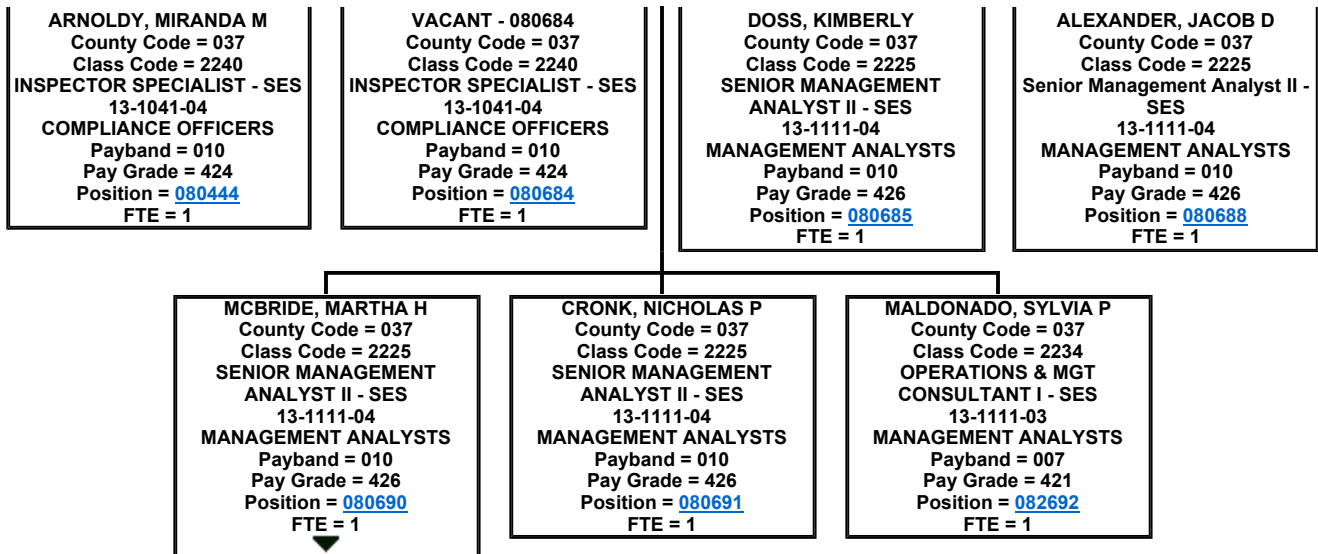 ARNOLDY, MIRANDA M
County Code = 037
Class Code = 2240
INSPECTOR SPECIALIST - SES
13-1041-04
COMPLIANCE OFFICERS
Payband = 010
Pay Grade = 424
Position = 080444
FTE = 1
VACANT - 080684
County Code = 037
Class Code = 2240
INSPECTOR SPECIALIST - SES
13-1041-04
COMPLIANCE OFFICERS
Payband = 010
Pay Grade = 424
Position = 080684
FTE = 1
DOSS, KIMBERLY
County Code = 037
Class Code = 2225
SENIOR MANAGEMENT
ANALYST II - SES
13-1111-04
MANAGEMENT ANALYSTS
Payband = 010
Pay Grade = 426
Position = 080685
FTE = 1
ALEXANDER, JACOB D
County Code = 037
Class Code = 2225
Senior Management Analyst II -
SES
13-1111-04
MANAGEMENT ANALYSTS
Payband = 010
Pay Grade = 426
Position = 080688
FTE = 1
MCBRIDE, MARTHA H
County Code = 037
Class Code = 2225
SENIOR MANAGEMENT
ANALYST II - SES
13-1111-04
MANAGEMENT ANALYSTS
Payband = 010
Pay Grade = 426
Position = 080690
FTE = 1
CRONK, NICHOLAS P
County Code = 037
Class Code = 2225
SENIOR MANAGEMENT
ANALYST II - SES
13-1111-04
MANAGEMENT ANALYSTS
Payband = 010
Pay Grade = 426
Position = 080691
FTE = 1
MALDONADO, SYLVIA P
County Code = 037
Class Code = 2234
OPERATIONS & MGT
CONSULTANT I - SES
13-1111-03
MANAGEMENT ANALYSTS
Payband = 007
Pay Grade = 421
Position = 082692
FTE = 1